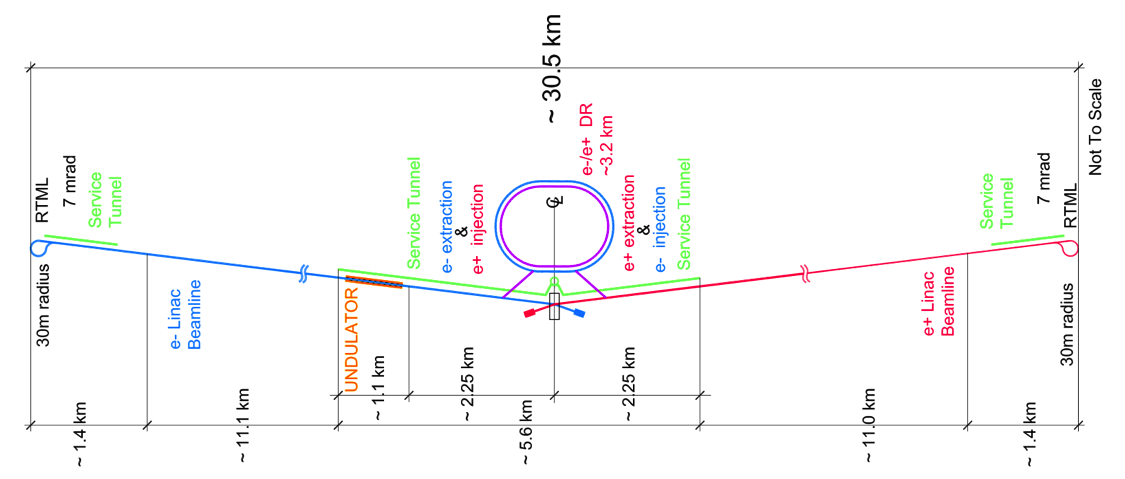 ~ 30.5 km
Not To Scale
RTML
7 mrad
Service
Tunnel
30m radius
e- Linac
Beamline
UNDULATOR
Service Tunnel
e- extraction
&
e+ injection
e-/e+ DR
~3.2 km
℄
e+ extraction
&
e- injection
Service Tunnel
Service
Tunnel
7 mrad
RTML
30m radius
e+ Linac
Beamline
~ 1.1 km
~ 2.25 km
~ 2.25 km
~ 1.4 km
~ 11.1 km
~ 5.6 km
~ 11.0 km
~ 1.4 km